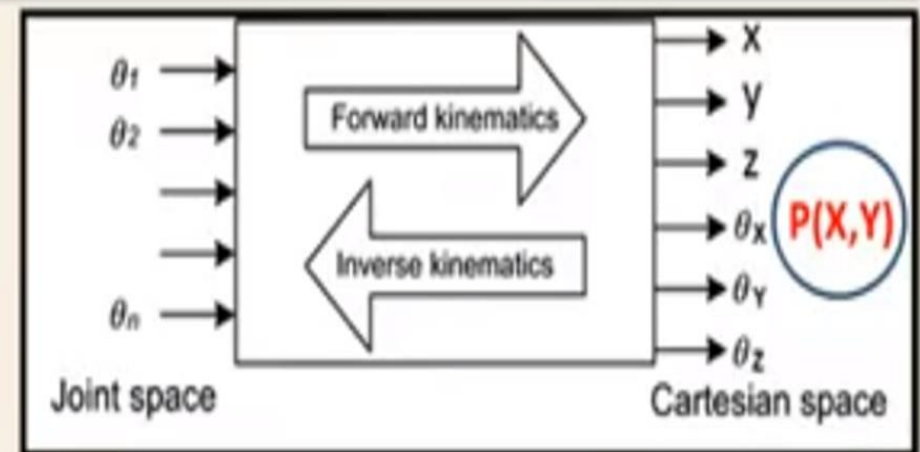 θ1
θ2
θn
Joint space
Forward kinematics
Inverse kinematics
X
y
z
θX
θY
θZ
P(X,Y)
Cartesian space